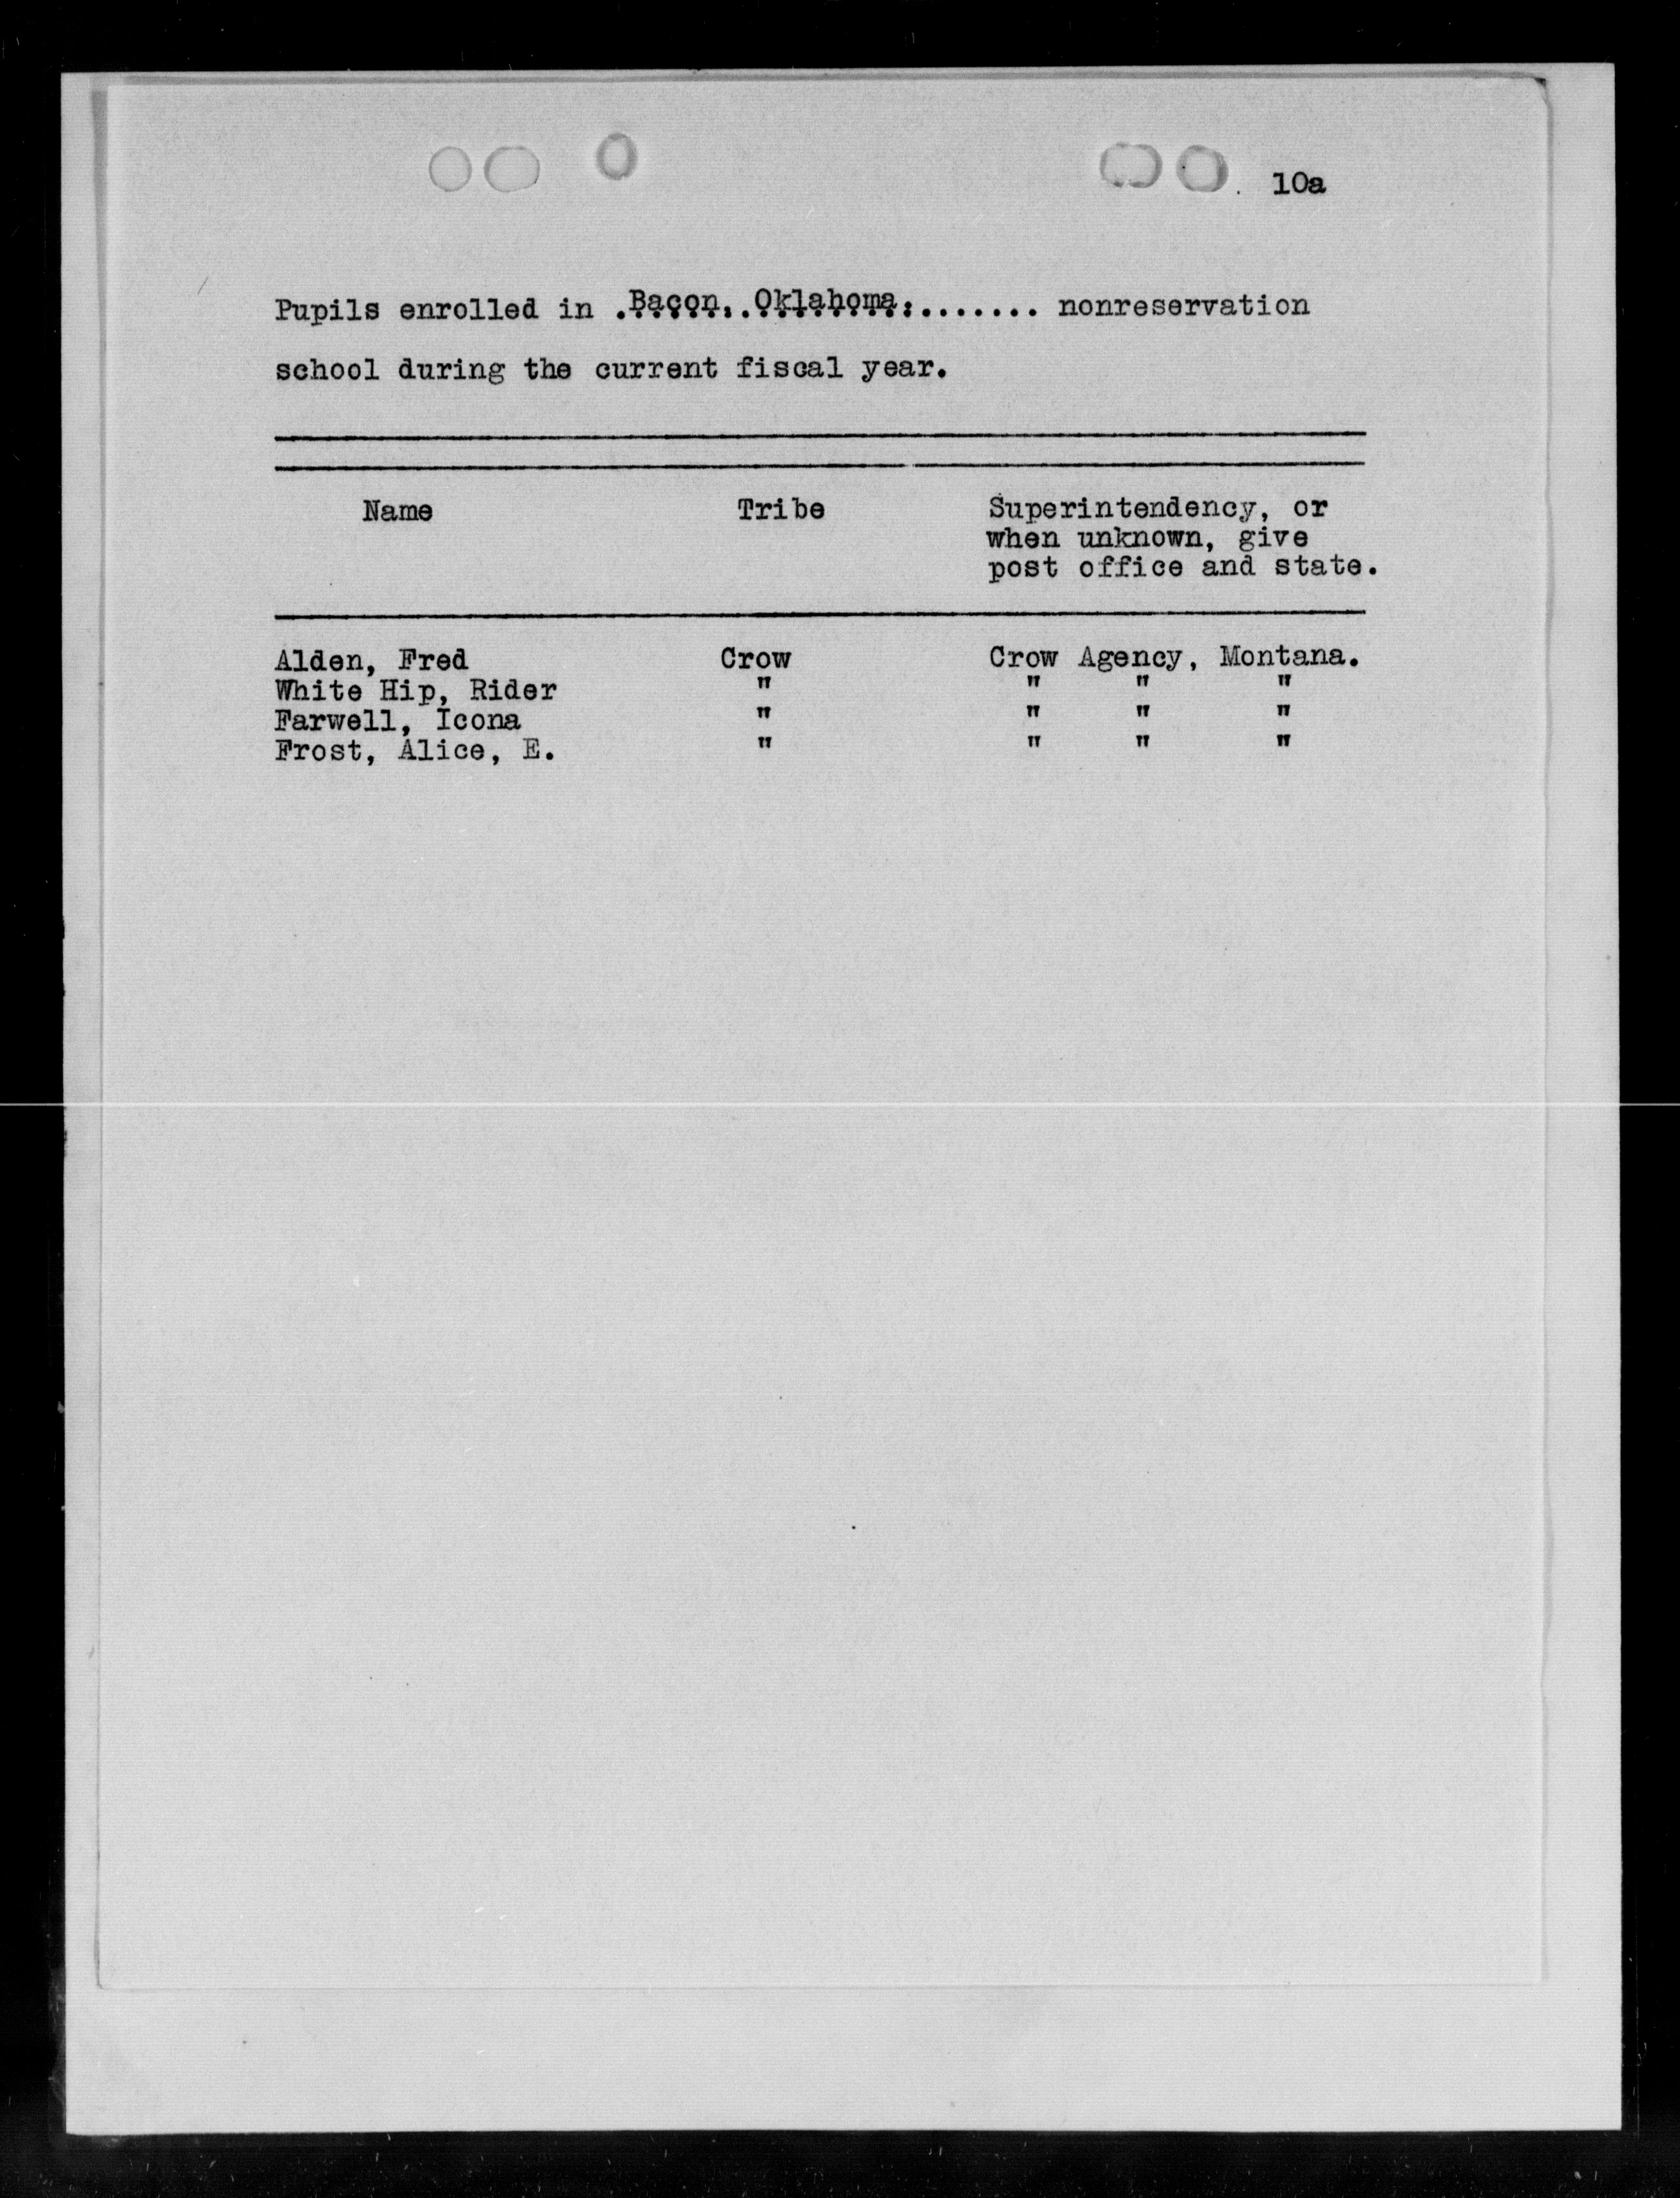 10a
Pupils enrolled in .Bacon, Oklahoma,....... nonreservation
school during the current fiscal year.
Name Tribe Superintendency, or
when unknown, give
post office and state.
Alden, Fred Crow Crow Agency, Montana.
White Hip, Rider " " " "
Farwell, Icona " " " "
Frost, Alice, E. " " " "